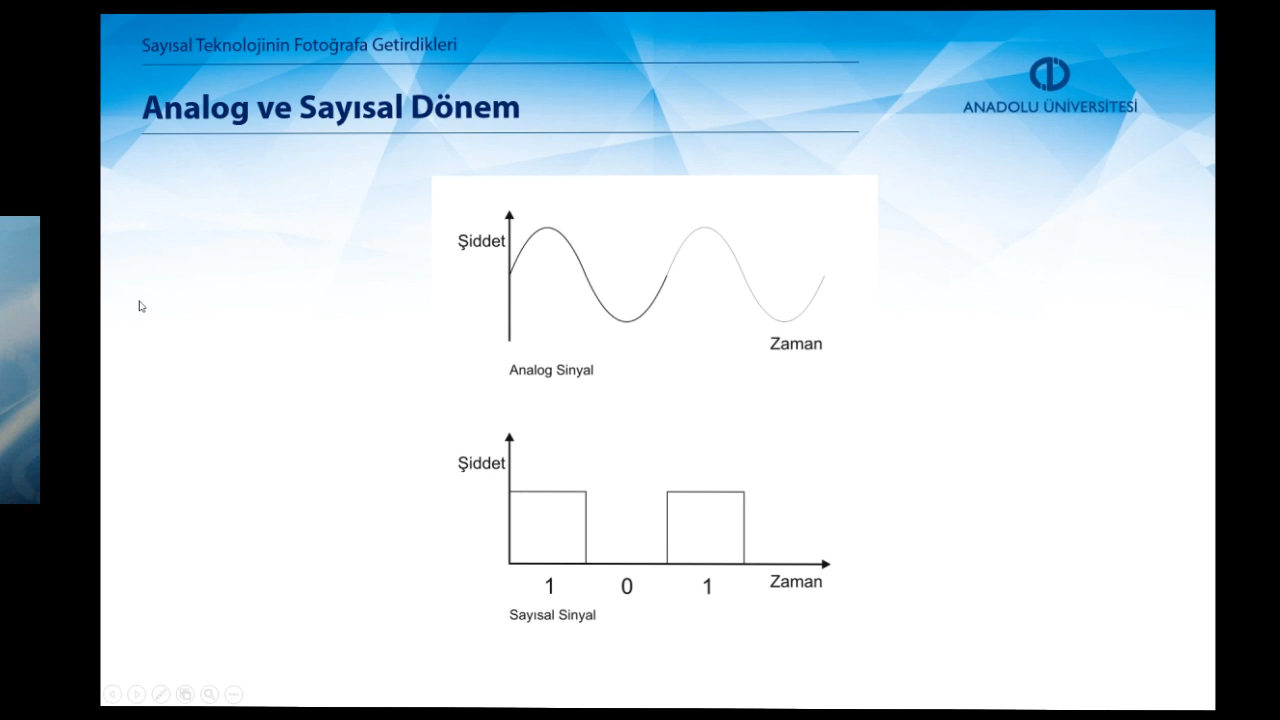 Sayısal Teknolojinin Fotoğrafa Getirdikleri
Analog ve Sayısal Dönem
ANADOLU ÜNİVERSİTESİ
Şiddet
Zaman
Analog Sinyal
Şiddet
1 0 1 Zaman
Sayısal Sinyal